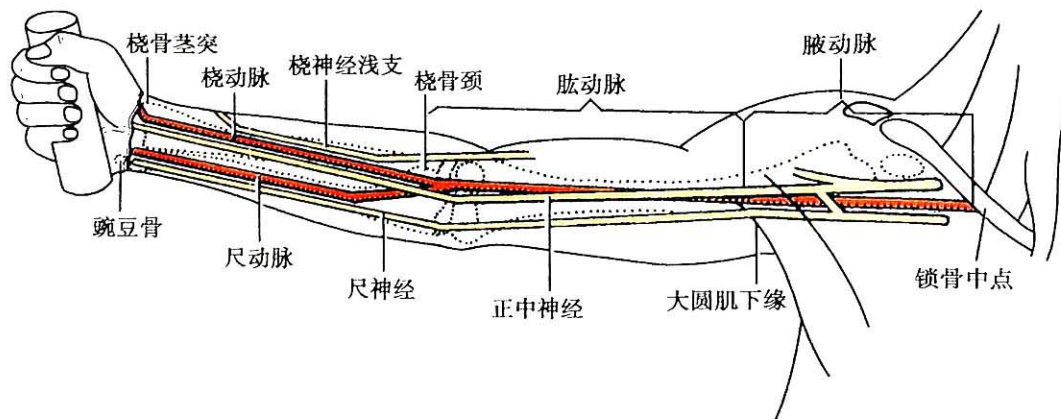 桡骨茎突
桡动脉
桡神经浅支
桡骨颈
肱动脉
腋动脉
豌豆骨
尺动脉
尺神经
正中神经
大圆肌下缘
锁骨中点